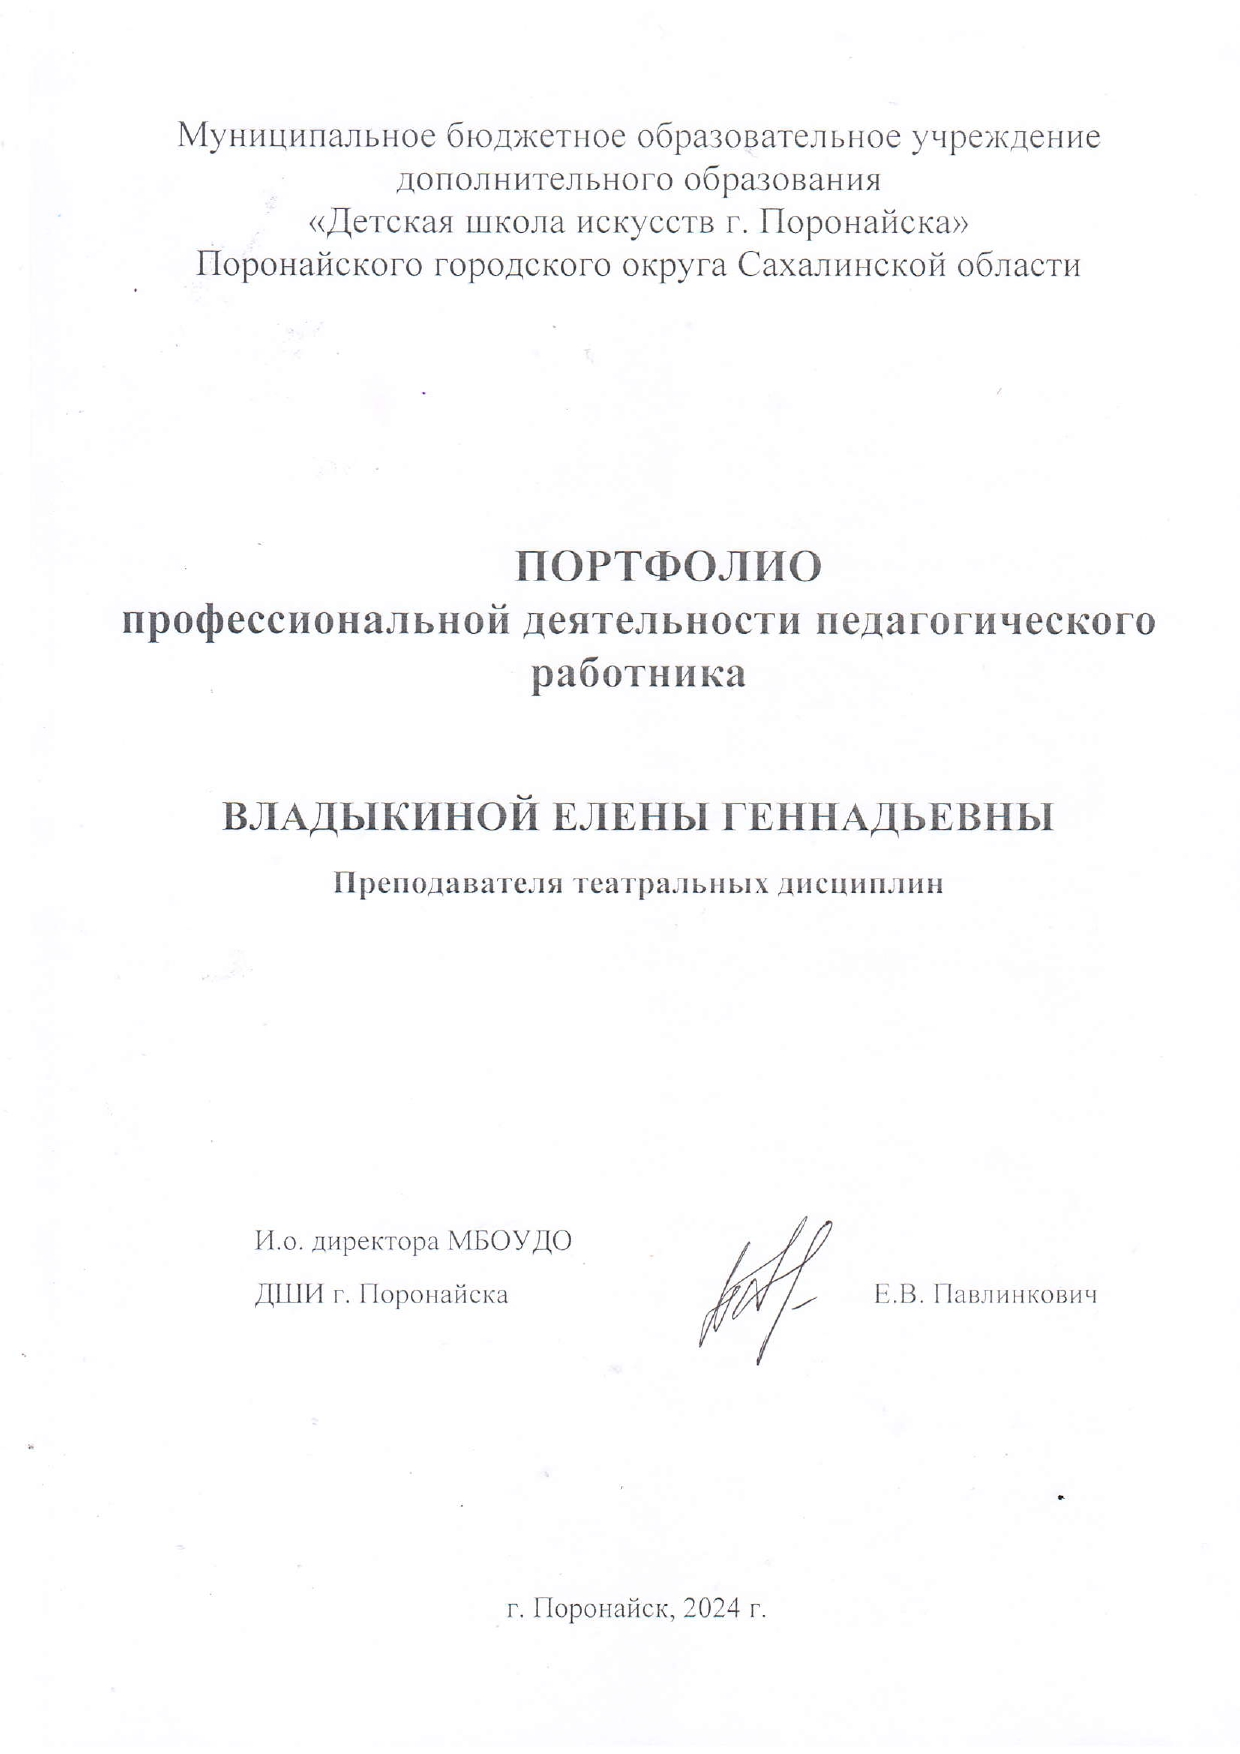 Муниципальное бюджетное образовательное учреждение
дополнительного образования
«Детская школа искусств г. Поронайска»
Поронайского городского округа Сахалинской области
ПОРТФОЛИО
профессиональной деятельности педагогического
работника
ВЛАДЫКИНОЙ ЕЛЕНЫ ГЕННАДЬЕВНЫ
Преподавателя театральных дисциплин
И.о. директора МБОУДО
ДШИ г. Поронайска Е.В. Павлинкович
г. Поронайск, 2024 г.